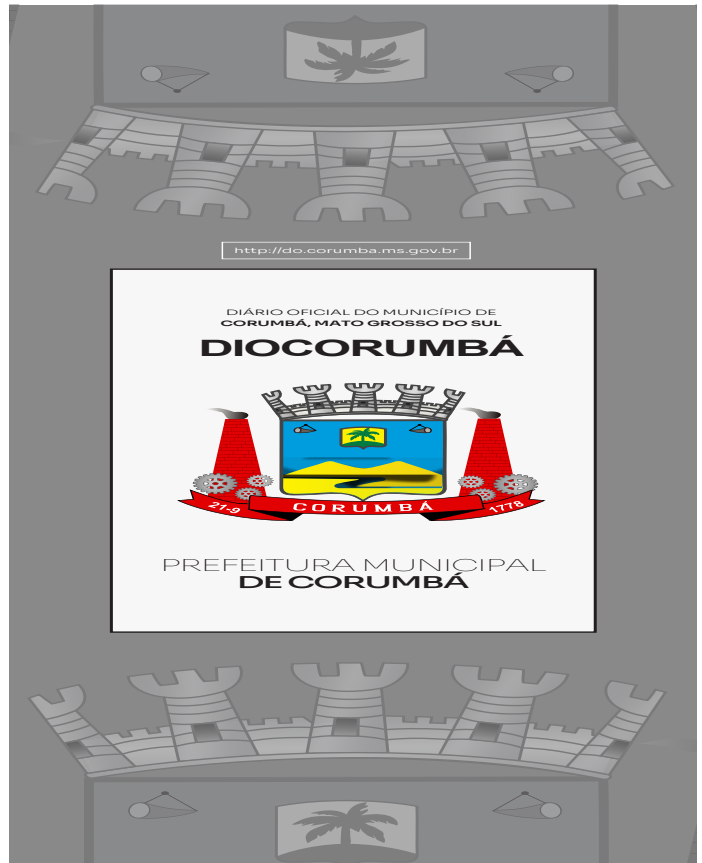 http://do.corumba.ms.gov.br
DIÁRIO OFICIAL DO MUNICÍPIO DE
CORUMBÁ, MATO GROSSO DO SUL
DIOCORUMBÁ
21-9 CORUMBÁ 1778
PREFEITURA MUNICIPAL
DE CORUMBÁ